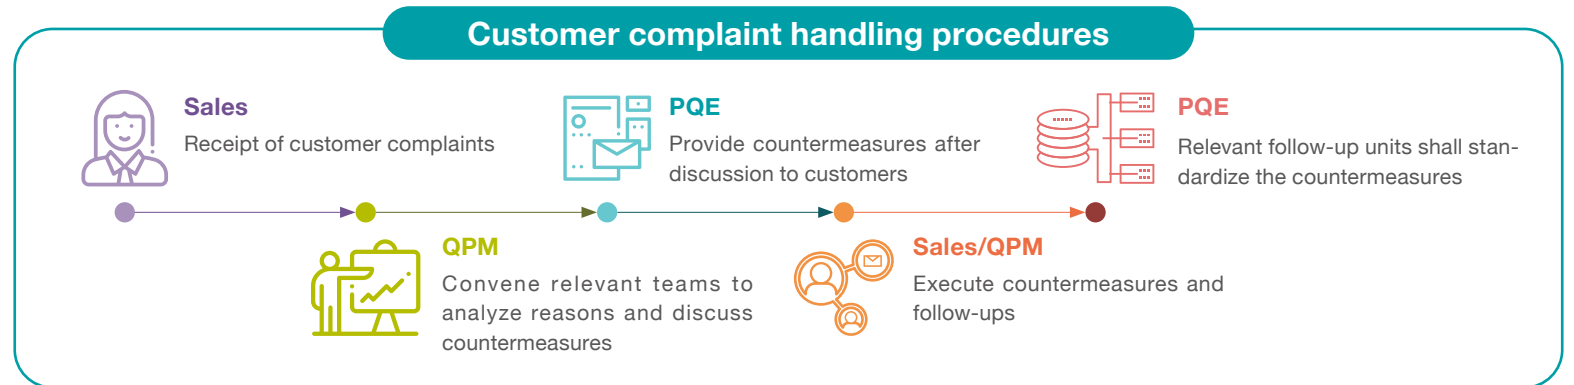 Customer complaint handling procedures
Sales
Receipt of customer complaints
QPM
Convene relevant teams to
analyze reasons and discuss
countermeasures
PQE
Provide countermeasures after
discussion to customers
Sales/QPM
Execute countermeasures and
follow-ups
PQE
Relevant follow-up units shall stan-
dardize the countermeasures